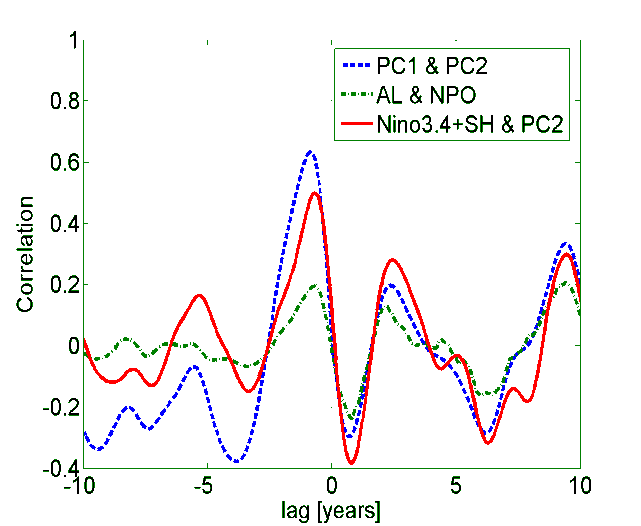 1
0.8
0.6
0.4
0.2
0
-0.2
-0.4
Correlation
PC1 & PC2
AL & NPO
Nino3.4+SH & PC2
-10 -5 0 5 10
lag [years]